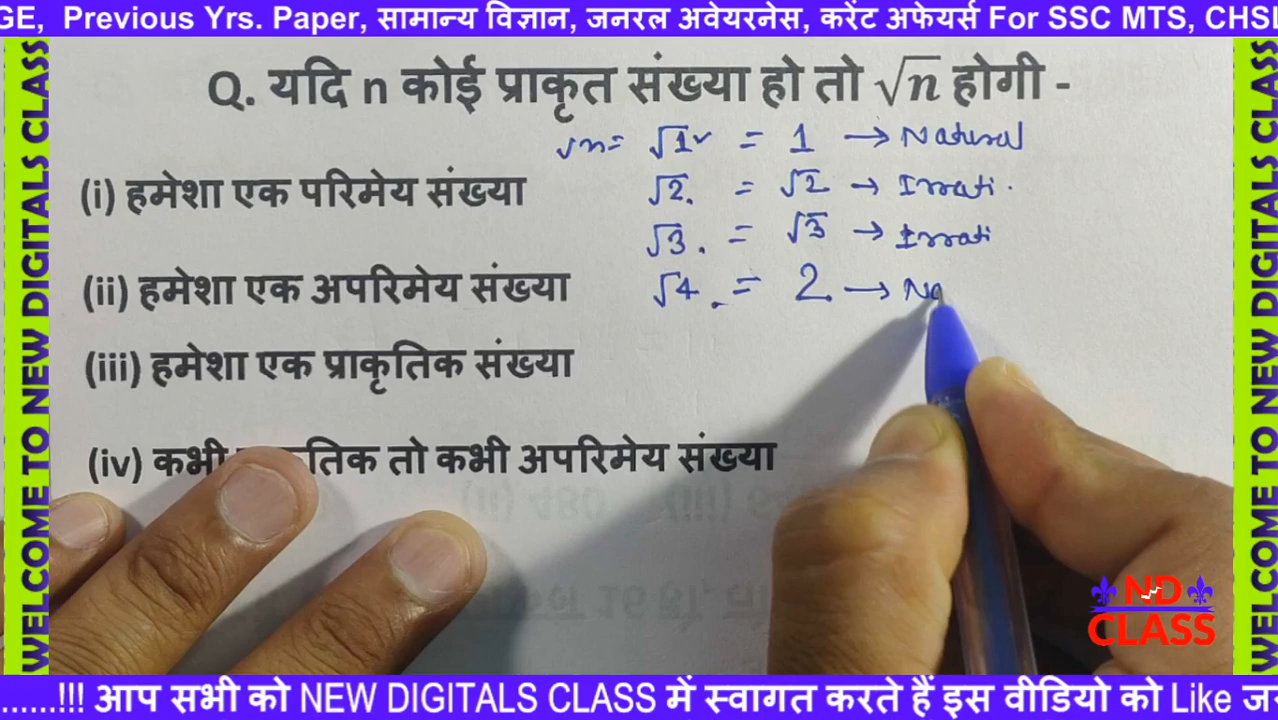 GE, Previous Yrs. Paper, सामान्य विज्ञान, जनरल अवेयरनेस, करेंट अफेयर्स For SSC MTS, CHSL
WELCOME TO NEW DIGITALS CLASS
Q. यदि n कोई प्राकृत संख्या हो तो √n होगी -
√n = √1 = 1 → Natural
(i) हमेशा एक परिमेय संख्या
√2. = √2 → Irrati.
√3. = √3 → Irrati
(ii) हमेशा एक अपरिमेय संख्या
√4. = 2 → Na
(iii) हमेशा एक प्राकृतिक संख्या
(iv) कभी तिक तो कभी अपरिमेय संख्या
ND
CLASS
WELCOME TO NEW DIGITALS CLASS
......!!! आप सभी को NEW DIGITALS CLASS में स्वागत करते हैं इस वीडियो को Like